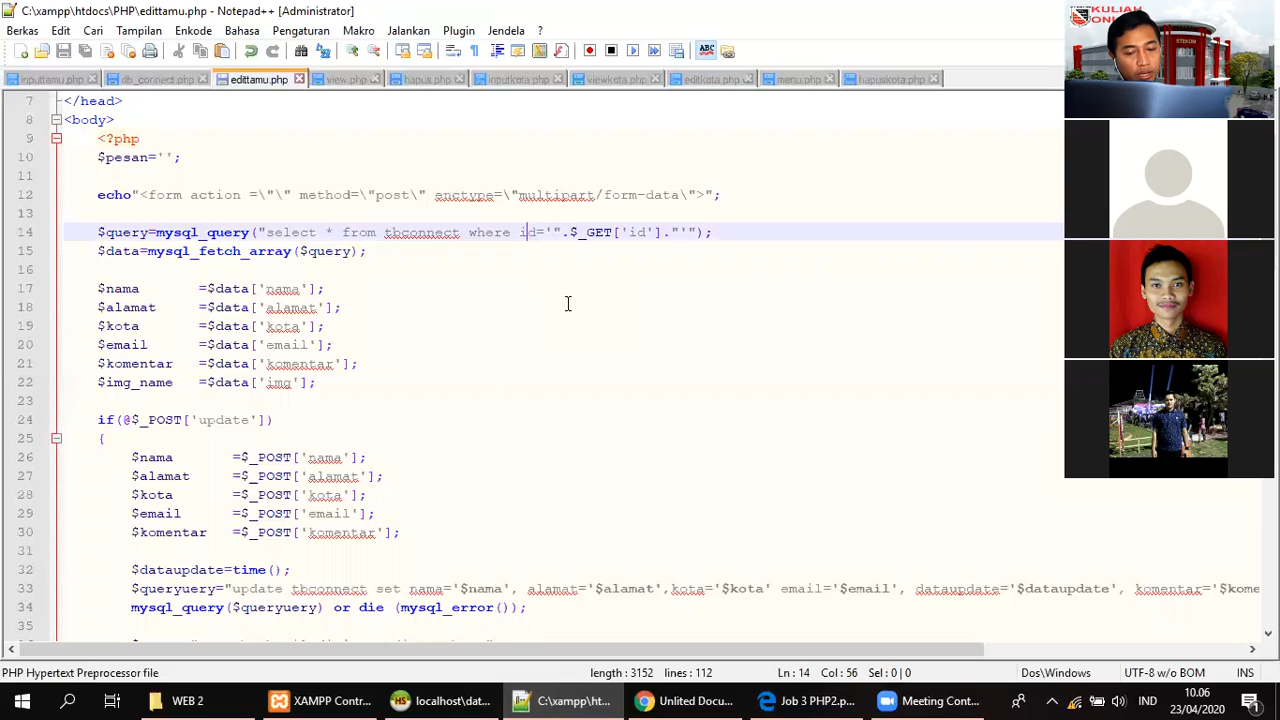 C:\xampp\htdocs\PHP\edittamu.php - Notepad++ [Administrator]
Berkas Edit Cari Tampilan Enkode Bahasa Pengaturan Makro Jalankan Plugin Jendela ?
inputtamu.php db_connect.php edittamu.php view.php hapus.php inputkota.php viewkota.php editkota.php menu.php hapuskota.php
KULIAH
STEKOM
7 </head>
8 <body>
9 <?php
10 $pesan='';
11
12 echo"<form action =\"\" method=\"post\" enctype=\"multipart/form-data\">";
13
14 $query=mysql_query("select * from tbconnect where id='".$_GET['id']."'");
15 $data=mysql_fetch_array($query);
17 $nama =$data['nama'];
18 $alamat =$data['alamat'];
19 $kota =$data['kota'];
20 $email =$data['email'];
21 $komentar =$data['komentar'];
22 $img_name =$data['img'];
23
24 if(@$_POST['update'])
25 {
26 $nama =$_POST['nama'];
27 $alamat =$_POST['alamat'];
28 $kota =$_POST['kota'];
29 $email =$_POST['email'];
30 $komentar =$_POST['komentar'];
31
32 $dataupdate=time();
33 $queryuery="update tbconnect set nama='$nama', alamat='$alamat',kota='$kota' email='$email', dataupdate='$dataupdate', komentar='$kome
34 mysql_query($queryuery) or die (mysql_error());
35
PHP Hypertext Preprocessor file length : 3152 lines : 112 Ln : 14 Col : 56 Sel : 0 | 0 Dos\Windows UTF-8 w/o BOM INS
WEB 2 XAMPP Contr... localhost/dat... C:\xampp\ht... Unlited Docu... Job 3 PHP2.p... Meeting Cont... IND
10.06
23/04/2020